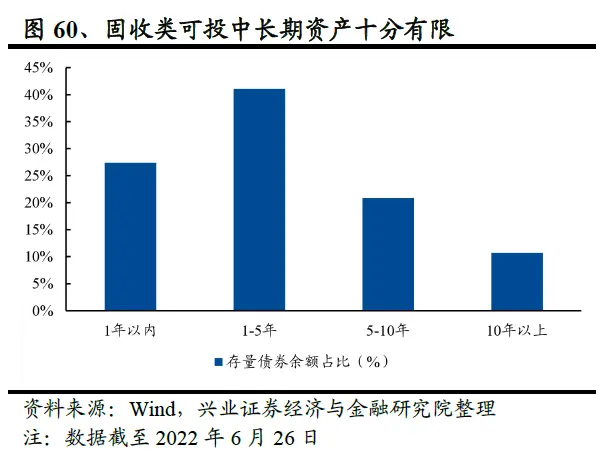 图 60、固收类可投中长期资产十分有限
45%
40%
35%
30%
25%
20%
15%
10%
5%
0%
1年以内 1-5年 5-10年 10年以上
存量债券余额占比（%）
资料来源：Wind，兴业证券经济与金融研究院整理
注：数据截至 2022 年 6 月 26 日